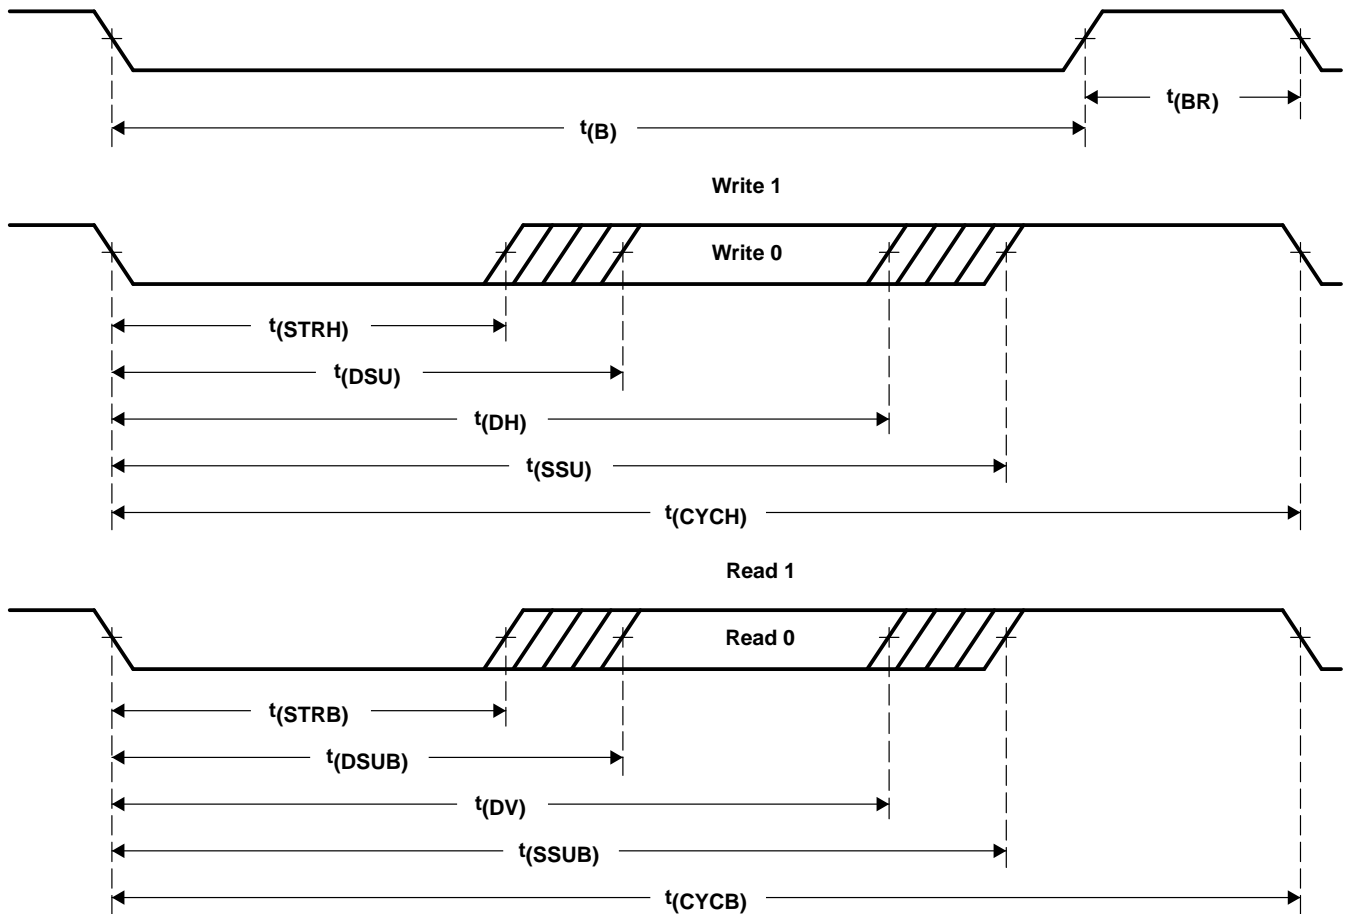 t(BR)
t(B)
Write 1
Write 0
t(STRH)
t(DSU)
t(DH)
t(SSU)
t(CYCH)
Read 1
Read 0
t(STRB)
t(DSUB)
t(DV)
t(SSUB)
t(CYCB)